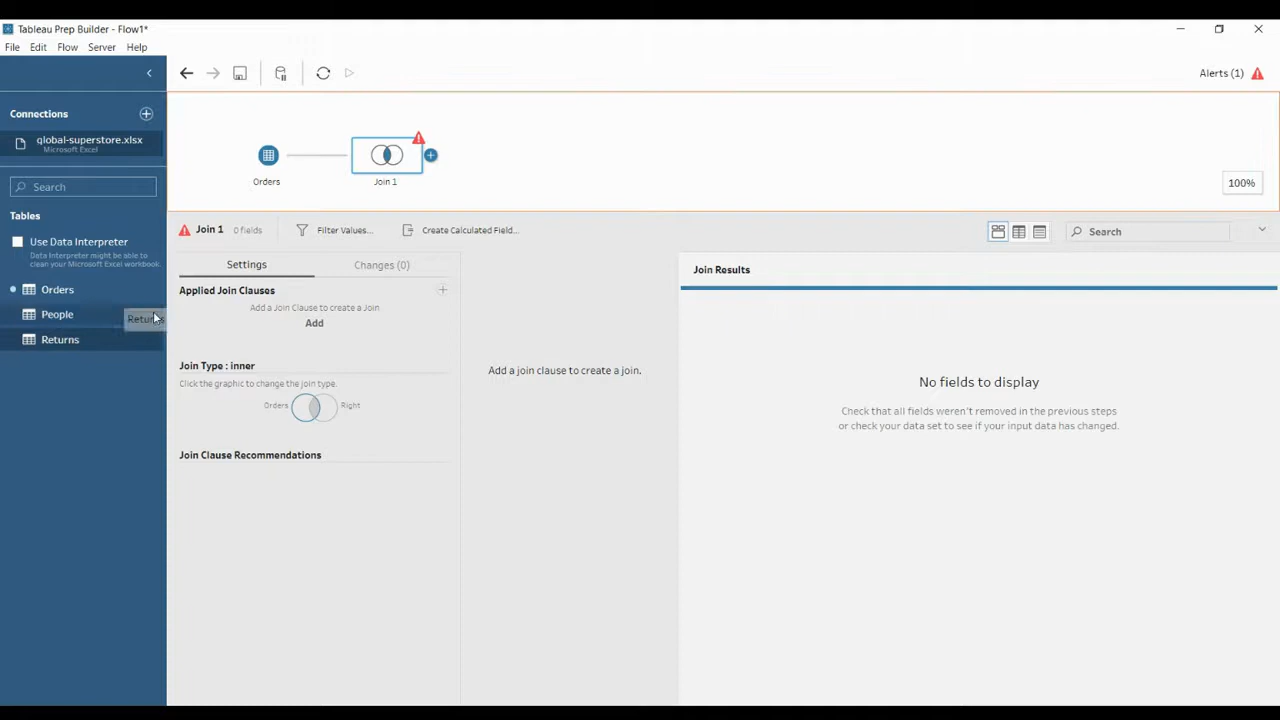 Tableau Prep Builder - Flow1*
File Edit Flow Server Help
Alerts (1)
Connections
global-superstore.xlsx
Microsoft Excel
Search
Tables
Use Data Interpreter
Data Interpreter might be able to
clean your Microsoft Excel workbook.
Orders
People
Returns
Orders
Join 1
100%
Join 1 0 fields Filter Values... Create Calculated Field... Search
Settings Changes (0)
Applied Join Clauses
Add a Join Clause to create a Join
Add
Join Type : inner
Click the graphic to change the join type.
Orders Right
Join Clause Recommendations
Add a join clause to create a join.
Join Results
No fields to display
Check that all fields weren't removed in the previous steps
or check your data set to see if your input data has changed.